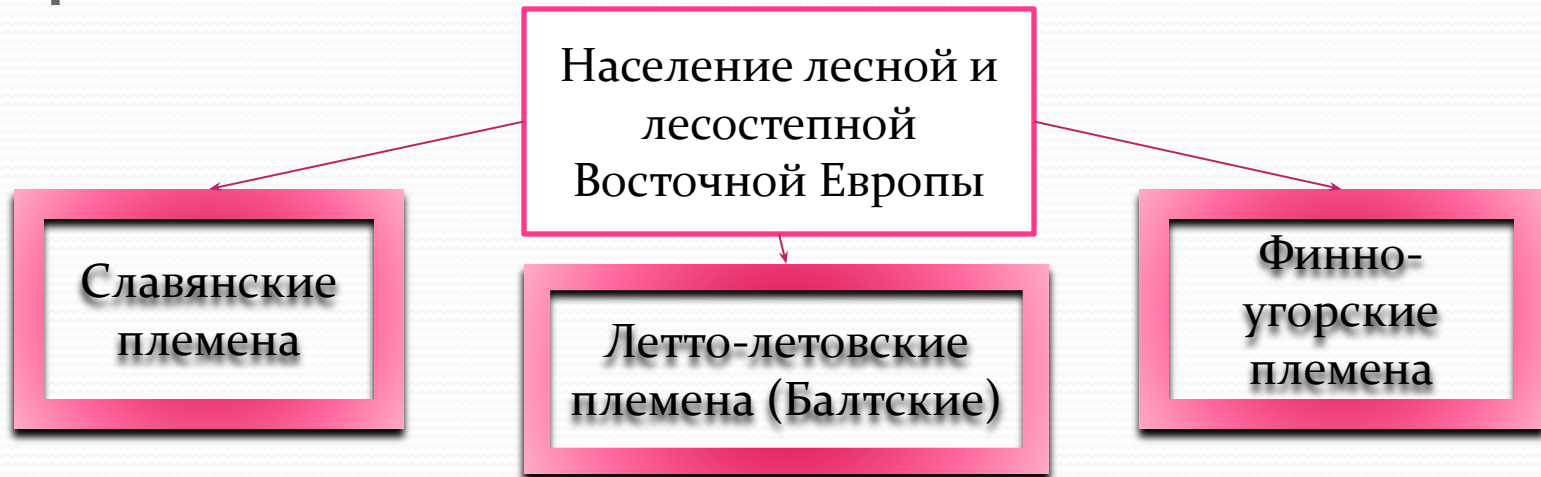 Население лесной и
лесостепной
Восточной Европы
Славянские
племена
Летто-летовские
племена (Балтские)
Финно-
угорские
племена